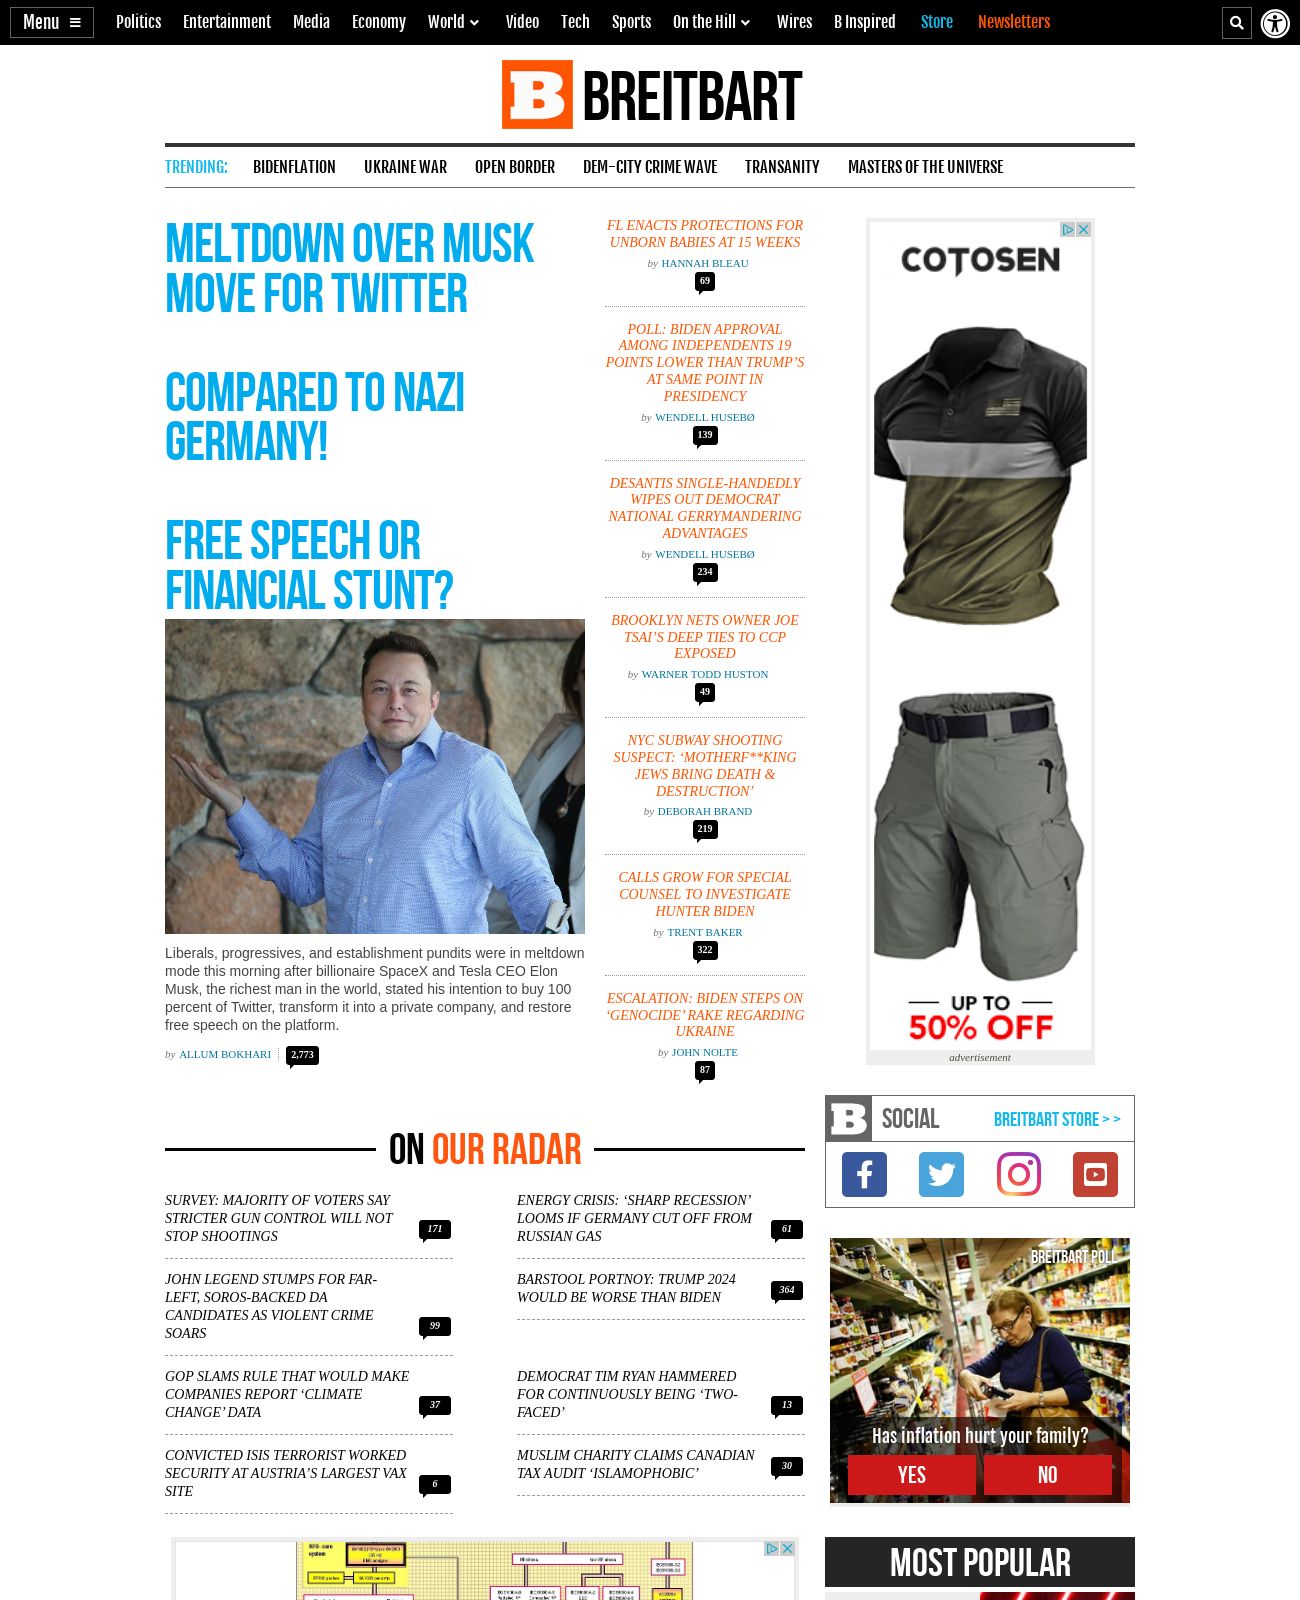 Menu
Politics
Entertainment
Media
Economy
World
Video
Tech
Sports
On the Hill
Wires
B Inspired
Store
Newsletters
B BREITBART
TRENDING:
BIDENFLATION
UKRAINE WAR
OPEN BORDER
DEM-CITY CRIME WAVE
TRANSANITY
MASTERS OF THE UNIVERSE
MELTDOWN OVER MUSK
MOVE FOR TWITTER
COMPARED TO NAZI
GERMANY!
FREE SPEECH OR
FINANCIAL STUNT?
Liberals, progressives, and establishment pundits were in meltdown
mode this morning after billionaire SpaceX and Tesla CEO Elon
Musk, the richest man in the world, stated his intention to buy 100
percent of Twitter, transform it into a private company, and restore
free speech on the platform.
by ALLUM BOKHARI 2,773
FL ENACTS PROTECTIONS FOR
UNBORN BABIES AT 15 WEEKS
by HANNAH BLEAU
69
POLL: BIDEN APPROVAL
AMONG INDEPENDENTS 19
POINTS LOWER THAN TRUMP’S
AT SAME POINT IN
PRESIDENCY
by WENDELL HUSEBØ
139
DESANTIS SINGLE-HANDEDLY
WIPES OUT DEMOCRAT
NATIONAL GERRYMANDERING
ADVANTAGES
by WENDELL HUSEBØ
234
BROOKLYN NETS OWNER JOE
TSAI’S DEEP TIES TO CCP
EXPOSED
by WARNER TODD HUSTON
49
NYC SUBWAY SHOOTING
SUSPECT: ‘MOTHERF**KING
JEWS BRING DEATH &
DESTRUCTION’
by DEBORAH BRAND
219
CALLS GROW FOR SPECIAL
COUNSEL TO INVESTIGATE
HUNTER BIDEN
by TRENT BAKER
322
ESCALATION: BIDEN STEPS ON
‘GENOCIDE’ RAKE REGARDING
UKRAINE
by JOHN NOLTE
87
COTOSEN
UP TO
50% OFF
advertisement
B SOCIAL
BREITBART STORE > >
BREITBART POLL
Has inflation hurt your family?
YES
NO
MOST POPULAR
ON OUR RADAR
SURVEY: MAJORITY OF VOTERS SAY
STRICTER GUN CONTROL WILL NOT
STOP SHOOTINGS
171
ENERGY CRISIS: ‘SHARP RECESSION’
LOOMS IF GERMANY CUT OFF FROM
RUSSIAN GAS
61
JOHN LEGEND STUMPS FOR FAR-
LEFT, SOROS-BACKED DA
CANDIDATES AS VIOLENT CRIME
SOARS
99
BARSTOOL PORTNOY: TRUMP 2024
WOULD BE WORSE THAN BIDEN
364
GOP SLAMS RULE THAT WOULD MAKE
COMPANIES REPORT ‘CLIMATE
CHANGE’ DATA
37
DEMOCRAT TIM RYAN HAMMERED
FOR CONTINUOUSLY BEING ‘TWO-
FACED’
13
CONVICTED ISIS TERRORIST WORKED
SECURITY AT AUSTRIA’S LARGEST VAX
SITE
6
MUSLIM CHARITY CLAIMS CANADIAN
TAX AUDIT ‘ISLAMOPHOBIC’
30